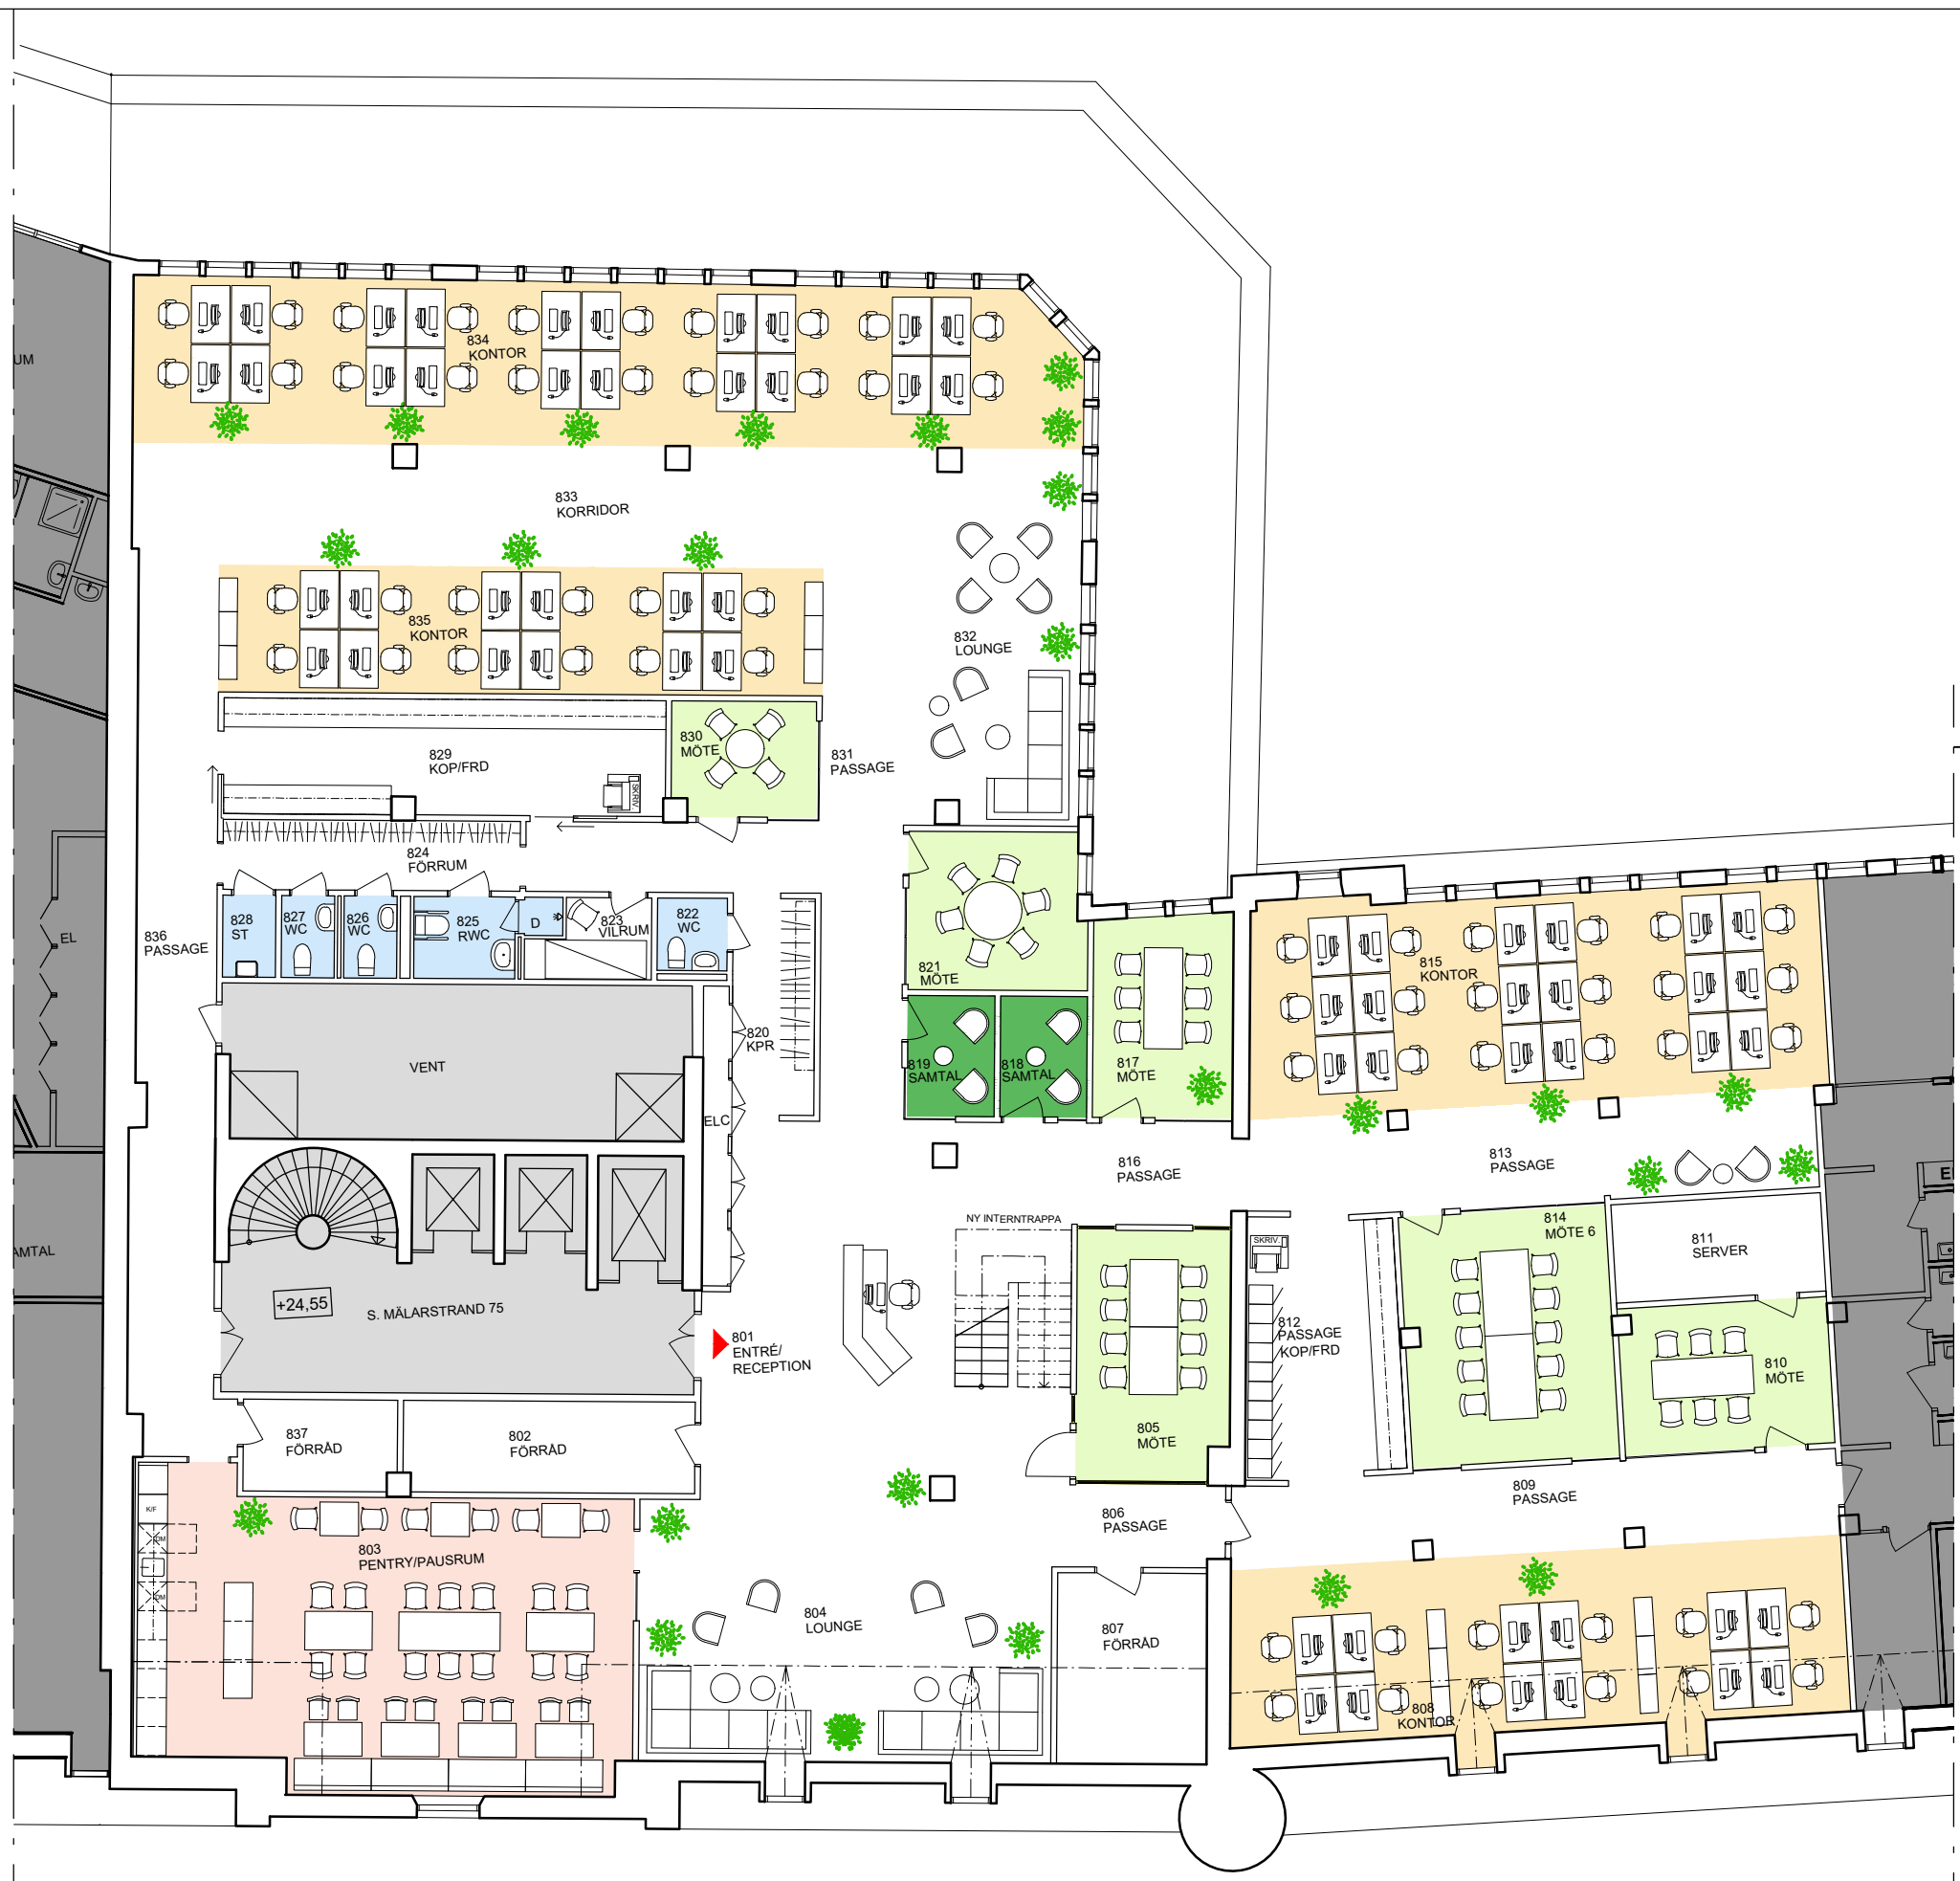 UM
834
KONTOR
833
KORRIDOR
835
KONTOR
832
LOUNGE
830
MÖTE
829
KOP/FRD
831
PASSAGE
SKRIV.
824
FÖRRUM
828
ST
827
WC
826
WC
825
RWC
D
823
VILRUM
822
WC
EL
836
PASSAGE
821
MÖTE
815
KONTOR
820
KPR
VENT
819
SAMTAL
818
SAMTAL
817
MÖTE
ELC
816
PASSAGE
813
PASSAGE
NY INTERNTRAPPA
814
MÖTE 6
811
SERVER
SKRIV.
AMTAL
+24,55
S. MÄLARSTRAND 75
801
ENTRÉ/
RECEPTION
812
PASSAGE
KOP/FRD
810
MÖTE
805
MÖTE
837
FÖRRÅD
802
FÖRRÅD
809
PASSAGE
806
PASSAGE
K/F
DM
DM
803
PENTRY/PAUSRUM
804
LOUNGE
807
FÖRRÅD
808
KONTOR